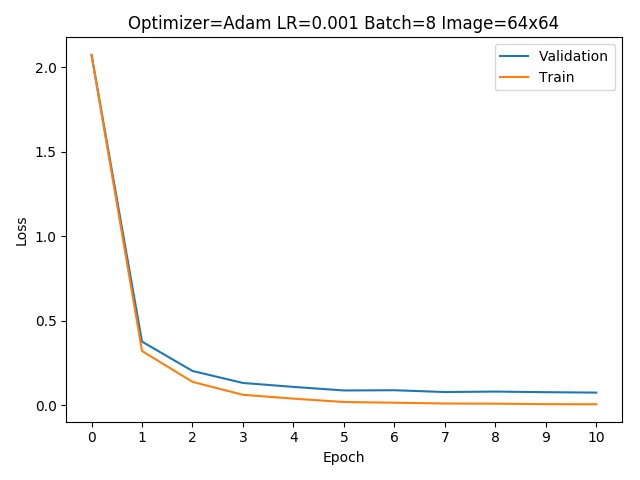 Optimizer=Adam LR=0.001 Batch=8 Image=64x64
Validation
Train
2.0
1.5
1.0
0.5
0.0
Loss
0 1 2 3 4 5 6 7 8 9 10
Epoch